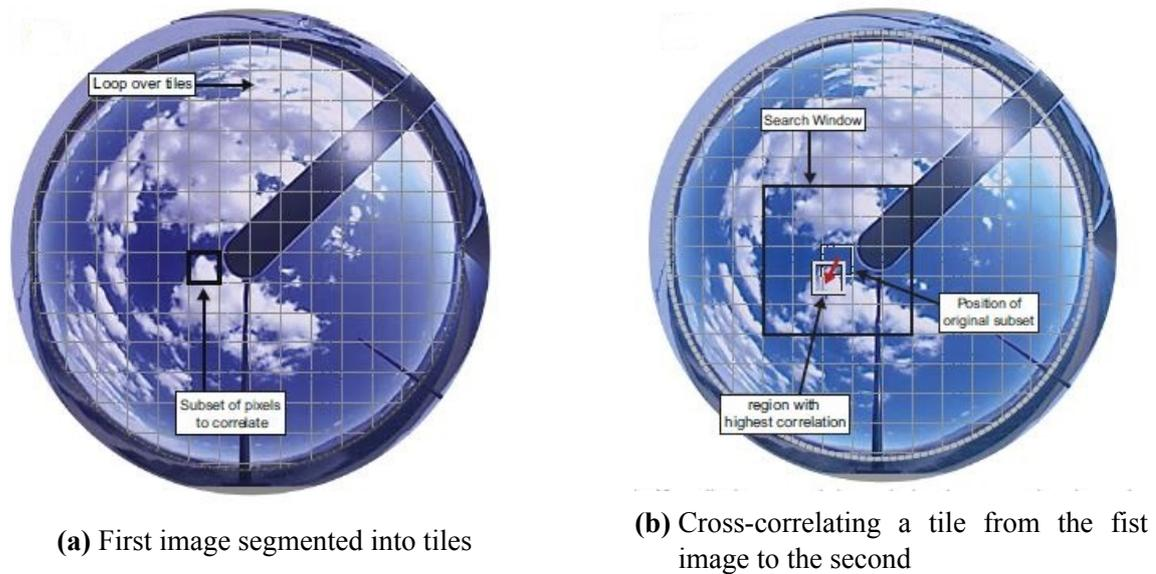 Loop over tiles
Subset of pixels
to correlate
(a) First image segmented into tiles
Search Window
Position of
original subset
region with
highest correlation
(b) Cross-correlating a tile from the fist
image to the second